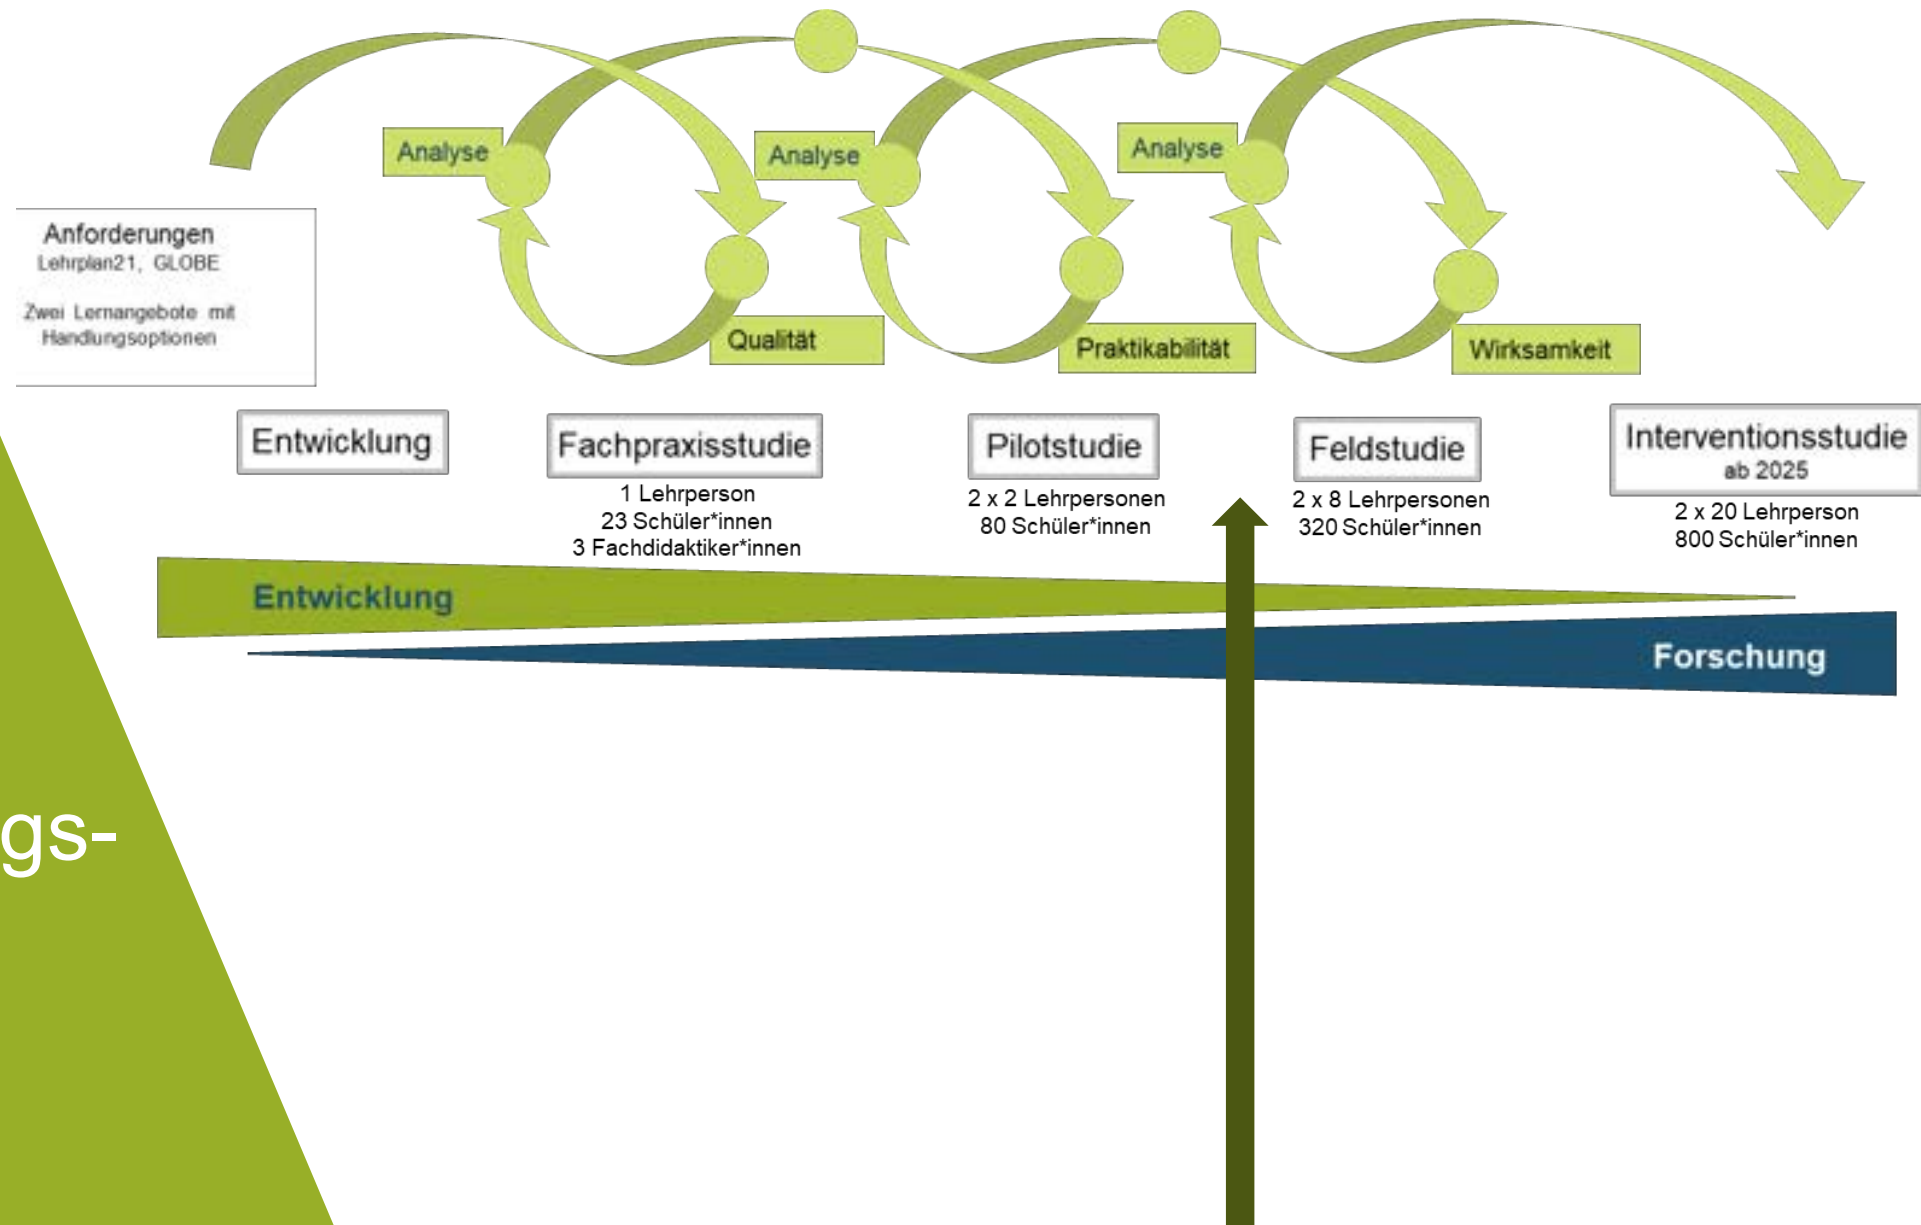 Analyse
Analyse
Analyse
Anforderungen
Lehrplan21, GLOBE
Zwei Lernangebote mit
Handlungsoptionen
Qualität
Praktikabilität
Wirksamkeit
Entwicklung
Fachpraxisstudie
1 Lehrperson
23 Schüler*innen
3 Fachdidaktiker*innen
Pilotstudie
2 x 2 Lehrpersonen
80 Schüler*innen
Feldstudie
2 x 8 Lehrpersonen
320 Schüler*innen
Interventionsstudie
ab 2025
2 x 20 Lehrperson
800 Schüler*innen
Entwicklung
Forschung
gs-